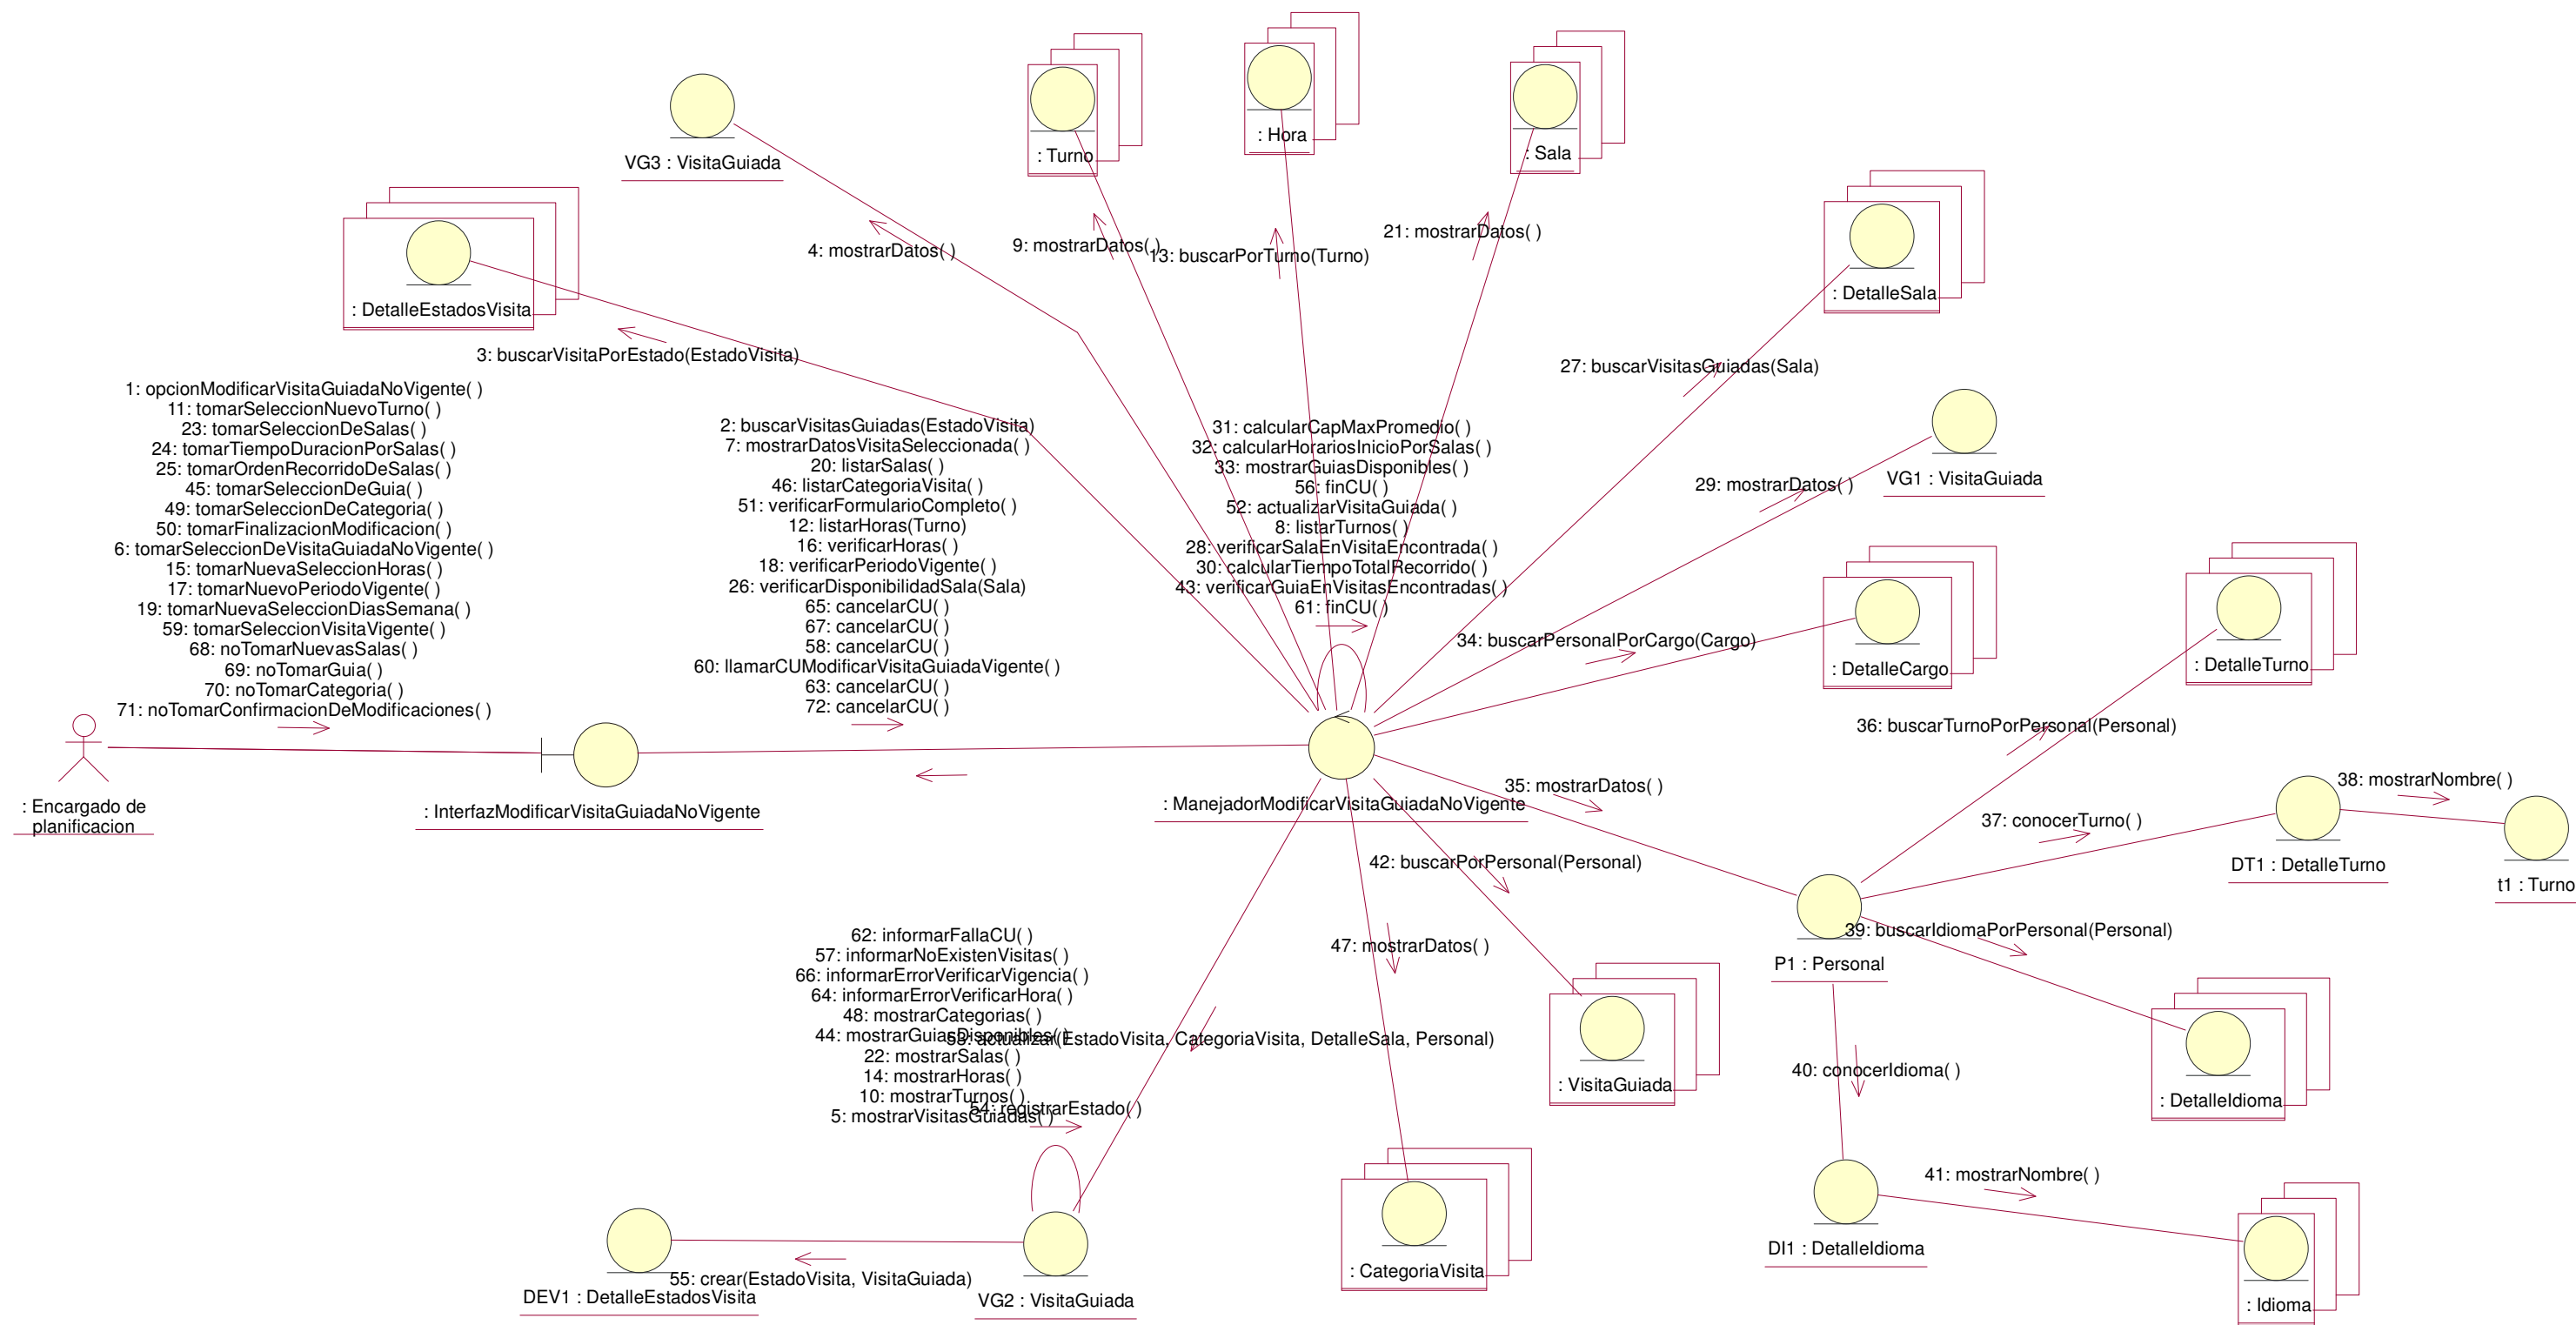 : Turno
: Hora
: Sala
VG3 : VisitaGuiada
: DetalleEstadosVisita
: DetalleSala
4: mostrarDatos( )
9: mostrarDatos( )
13: buscarPorTurno(Turno)
21: mostrarDatos( )
3: buscarVisitaPorEstado(EstadoVisita)
27: buscarVisitasGuiadas(Sala)
1: opcionModificarVisitaGuiadaNoVigente( )
11: tomarSeleccionNuevoTurno( )
23: tomarSeleccionDeSalas( )
24: tomarTiempoDuracionPorSalas( )
25: tomarOrdenRecorridoDeSalas( )
45: tomarSeleccionDeGuia( )
49: tomarSeleccionDeCategoria( )
50: tomarFinalizacionModificacion( )
6: tomarSeleccionDeVisitaGuiadaNoVigente( )
15: tomarNuevaSeleccionHoras( )
17: tomarNuevoPeriodoVigente( )
19: tomarNuevaSeleccionDiasSemana( )
59: tomarSeleccionVisitaVigente( )
68: noTomarNuevasSalas( )
69: noTomarGuia( )
70: noTomarCategoria( )
71: noTomarConfirmacionDeModificaciones( )
2: buscarVisitasGuiadas(EstadoVisita)
7: mostrarDatosVisitaSeleccionada( )
20: listarSalas( )
46: listarCategoriaVisita( )
51: verificarFormularioCompleto( )
12: listarHoras(Turno)
16: verificarHoras( )
18: verificarPeriodoVigente( )
26: verificarDisponibilidadSala(Sala)
65: cancelarCU( )
67: cancelarCU( )
58: cancelarCU( )
60: llamarCUModificarVisitaGuiadaVigente( )
63: cancelarCU( )
72: cancelarCU( )
31: calcularCapMaxPromedio( )
32: calcularHorariosInicioPorSalas( )
33: mostrarGuiasDisponibles( )
56: finCU( )
52: actualizarVisitaGuiada( )
8: listarTurnos( )
28: verificarSalaEnVisitaEncontrada( )
30: calcularTiempoTotalRecorrido( )
43: verificarGuiaEnVisitasEncontradas( )
61: finCU( )
29: mostrarDatos( )
VG1 : VisitaGuiada
34: buscarPersonalPorCargo(Cargo)
: DetalleCargo
: DetalleTurno
36: buscarTurnoPorPersonal(Personal)
: Encargado de
planificacion
: InterfazModificarVisitaGuiadaNoVigente
: ManejadorModificarVisitaGuiadaNoVigente
35: mostrarDatos( )
38: mostrarNombre( )
37: conocerTurno( )
DT1 : DetalleTurno
t1 : Turno
42: buscarPorPersonal(Personal)
39: buscarIdiomaPorPersonal(Personal)
P1 : Personal
47: mostrarDatos( )
62: informarFallaCU( )
57: informarNoExistenVisitas( )
66: informarErrorVerificarVigencia( )
64: informarErrorVerificarHora( )
48: mostrarCategorias( )
44: mostrarGuiasDisponibles( )
22: mostrarSalas( )
14: mostrarHoras( )
10: mostrarTurnos( )
5: mostrarVisitasGuiadas( )
53: actualizar(EstadoVisita, CategoriaVisita, DetalleSala, Personal)
54: registrarEstado( )
: VisitaGuiada
40: conocerIdioma( )
: DetalleIdioma
41: mostrarNombre( )
DI1 : DetalleIdioma
: CategoriaVisita
: Idioma
55: crear(EstadoVisita, VisitaGuiada)
DEV1 : DetalleEstadosVisita
VG2 : VisitaGuiada